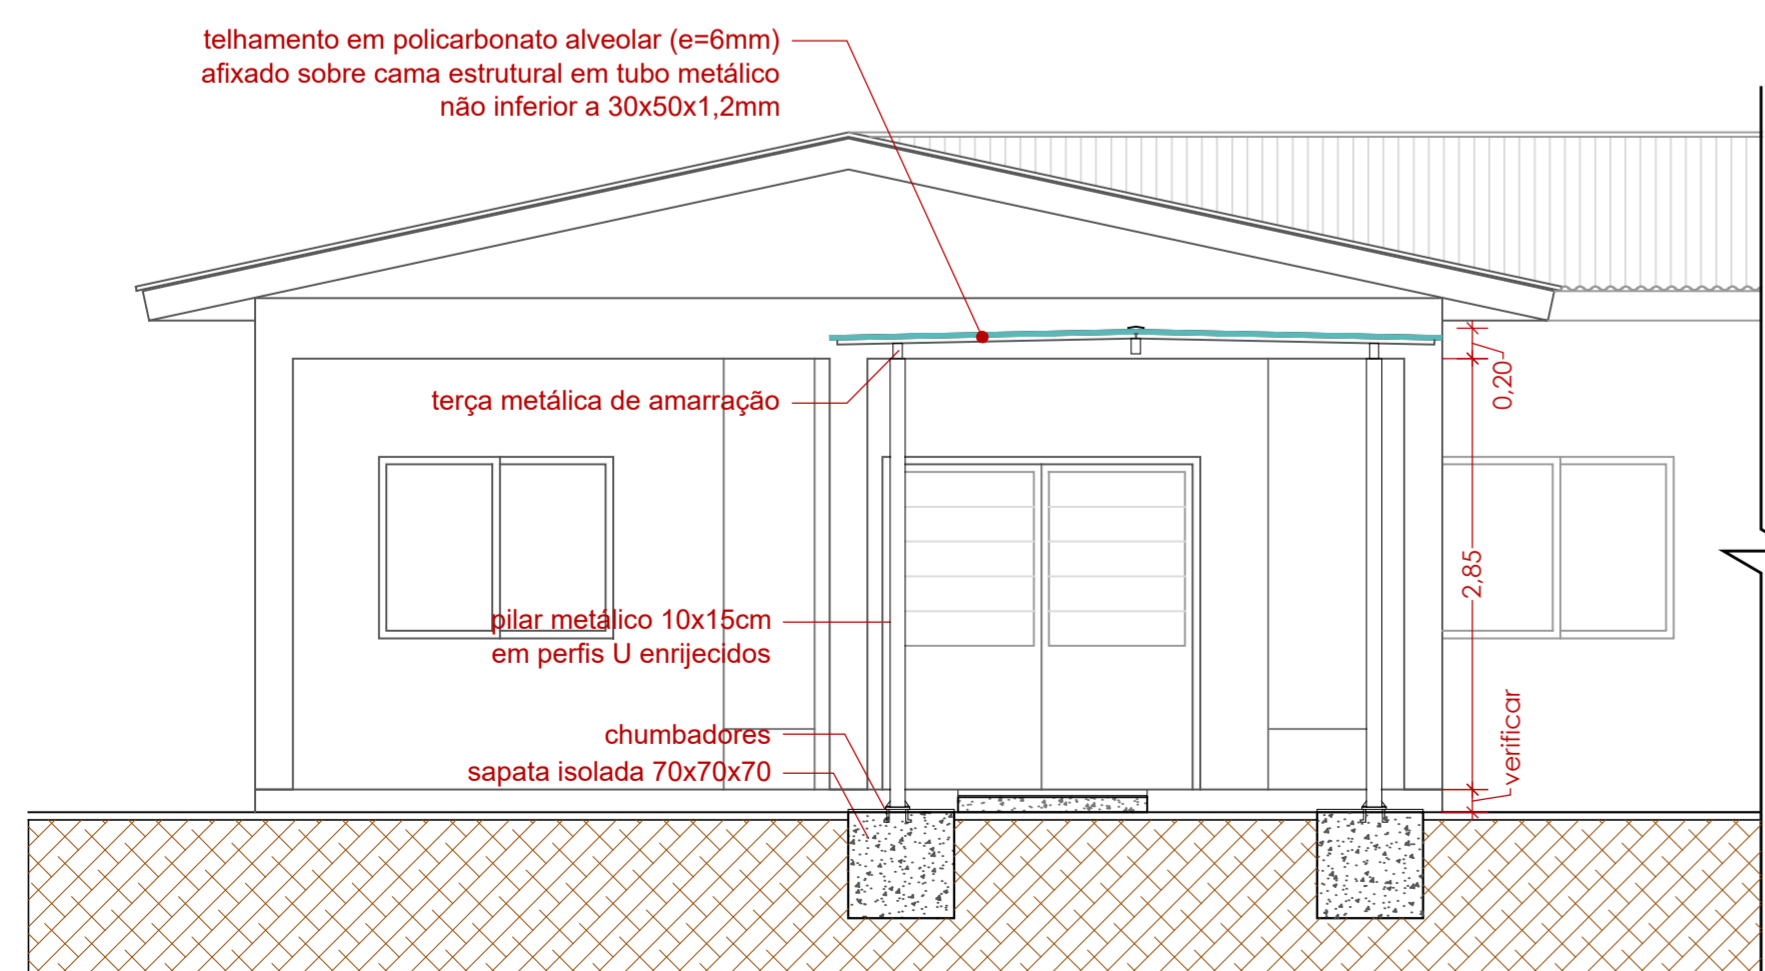 telhamento em policarbonato alveolar (e=6mm)
afixado sobre cama estrutural em tubo metálico
não inferior a 30x50x1,2mm
0,20
terça metálica de amarração
2,85
pilar metálico 10x15cm
em perfis U enrijecidos
verificar
chumbadores
sapata isolada 70x70x70